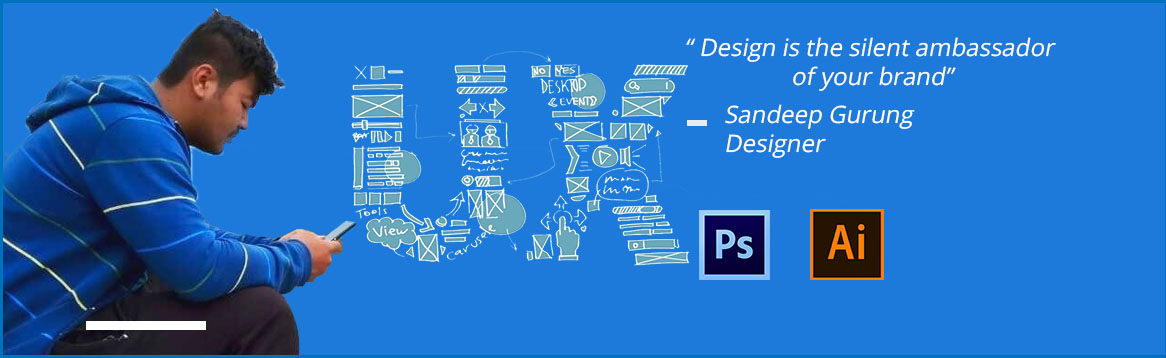 “ Design is the silent ambassador
of your brand”
Sandeep Gurung
Designer
NO YES
DESKTOP
EVENTS
Tools
View
Carusele
Ps
Ai